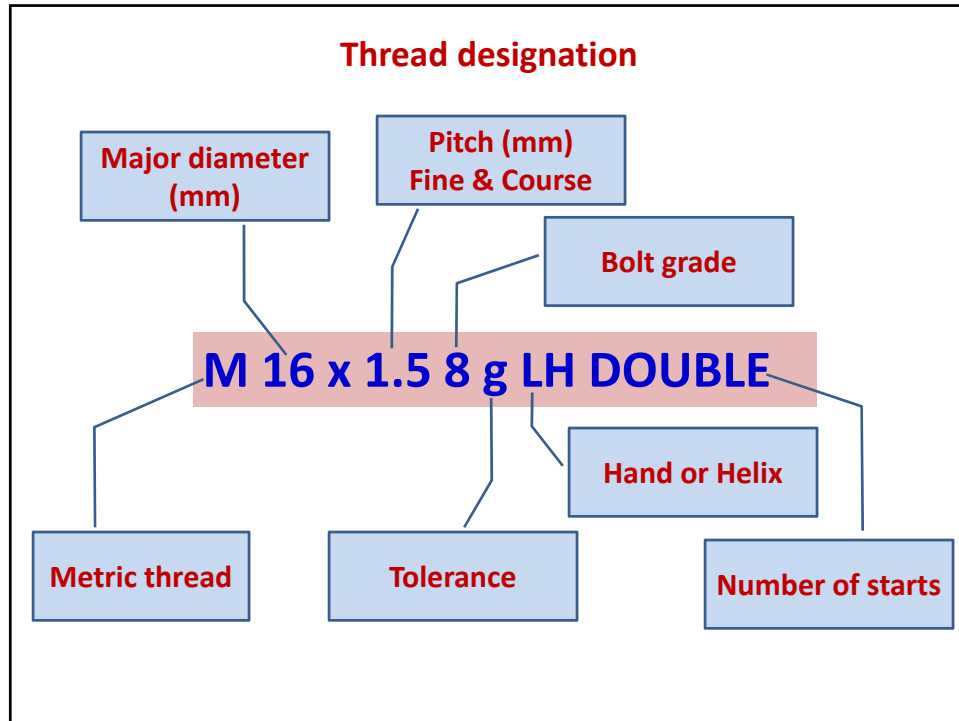 Thread designation
Major diameter
(mm)
Pitch (mm)
Fine & Course
Bolt grade
M 16 x 1.5 8 g LH DOUBLE
Hand or Helix
Metric thread
Tolerance
Number of starts